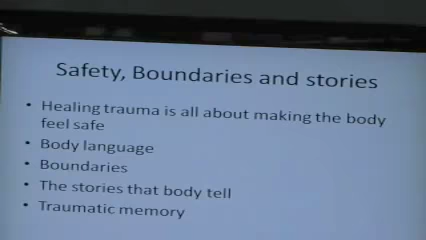 Safety, Boundaries and stories
• Healing trauma is all about making the body
feel safe
• Body language
• Boundaries
• The stories that body tell
• Traumatic memory